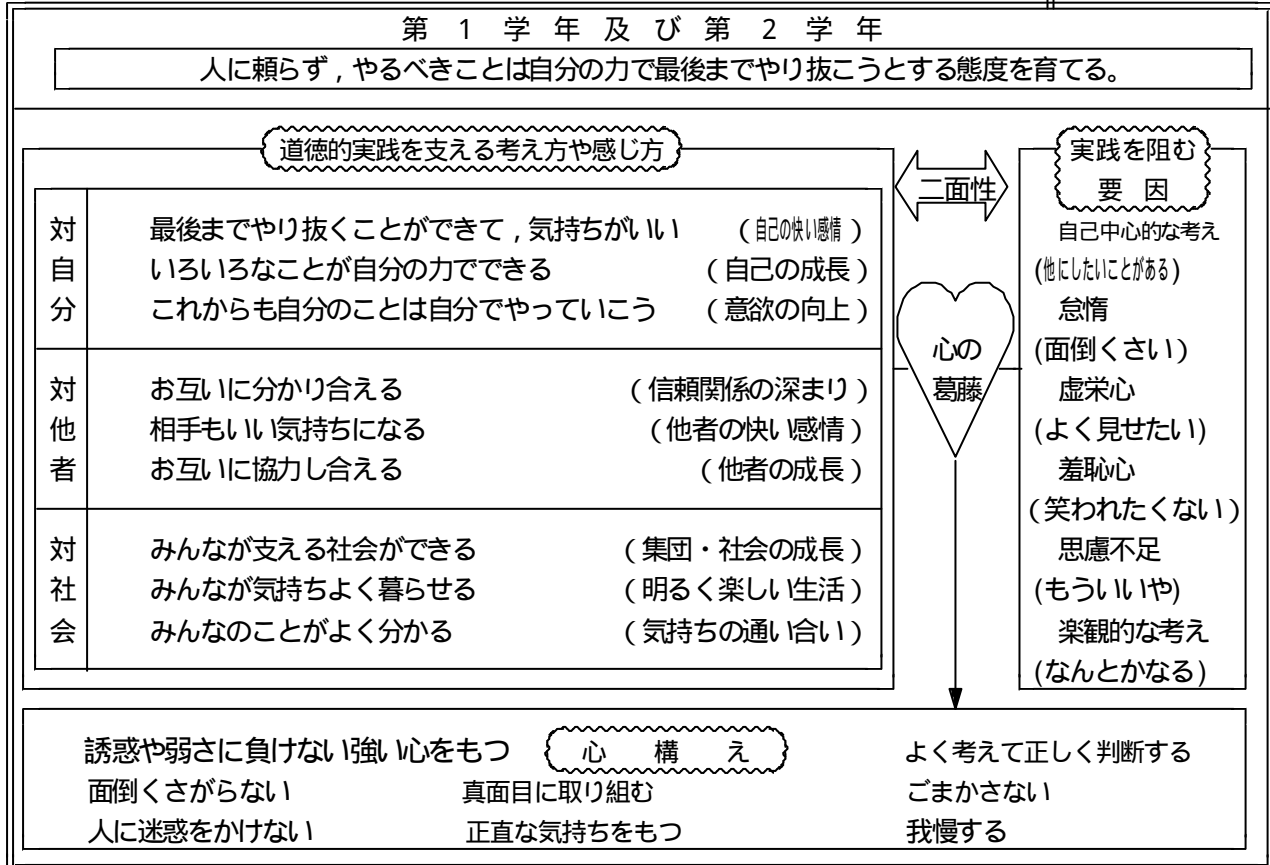 第 1 学 年 及 び 第 2 学 年
人に頼らず，やるべきことは自分の力で最後までやり抜こうとする態度を育てる。
道徳的実践を支える考え方や感じ方
対自分
最後までやり抜くことができて，気持ちがいい （自己の快い感情）
いろいろなことが自分の力でできる （自己の成長）
これからも自分のことは自分でやっていこう （意欲の向上）
対他者
お互いに分かり合える （信頼関係の深まり）
相手もいい気持ちになる （他者の快い感情）
お互いに協力し合える （他者の成長）
対社会
みんなが支える社会ができる （集団・社会の成長）
みんなが気持ちよく暮らせる （明るく楽しい生活）
みんなのことがよく分かる （気持ちの通い合い）
二面性
心の
葛藤
実践を阻む
要 因
自己中心的な考え
(他にしたいことがある)
怠惰
(面倒くさい)
虚栄心
(よく見せたい)
羞恥心
(笑われたくない)
思慮不足
(もういいや)
楽観的な考え
(なんとかなる)
誘惑や弱さに負けない強い心をもつ 心 構 え よく考えて正しく判断する
面倒くさがらない 真面目に取り組む ごまかさない
人に迷惑をかけない 正直な気持ちをもつ 我慢する